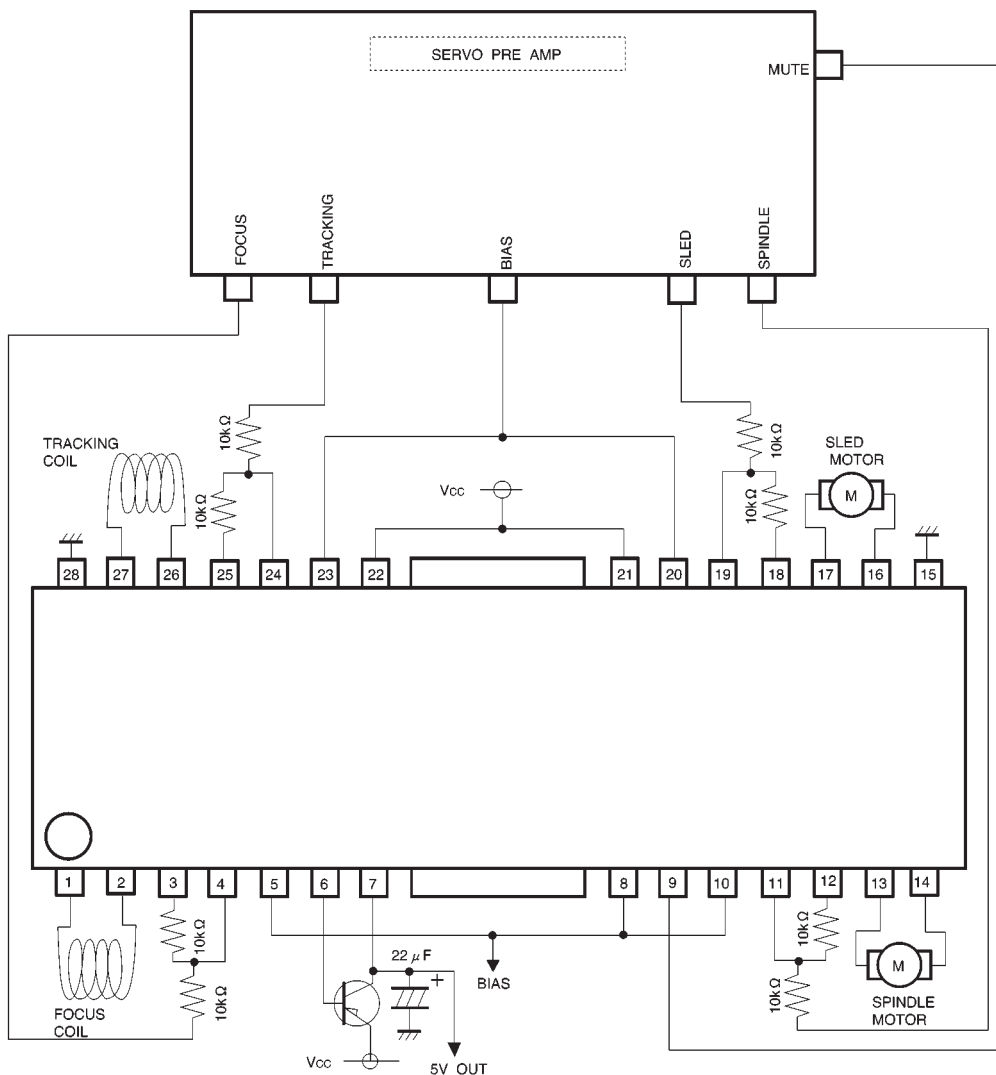 SERVO PRE AMP
MUTE
FOCUS
TRACKING
BIAS
SLED
SPINDLE
TRACKING
COIL
10kΩ
10kΩ
Vcc
10kΩ
10kΩ
SLED
MOTOR
M
28
27
26
25
24
23
22
21
20
19
18
17
16
15
1
2
3
4
5
6
7
8
9
10
11
12
13
14
10kΩ
10kΩ
FOCUS
COIL
22 μF
+
Vcc
5V OUT
BIAS
10kΩ
10kΩ
M
SPINDLE
MOTOR